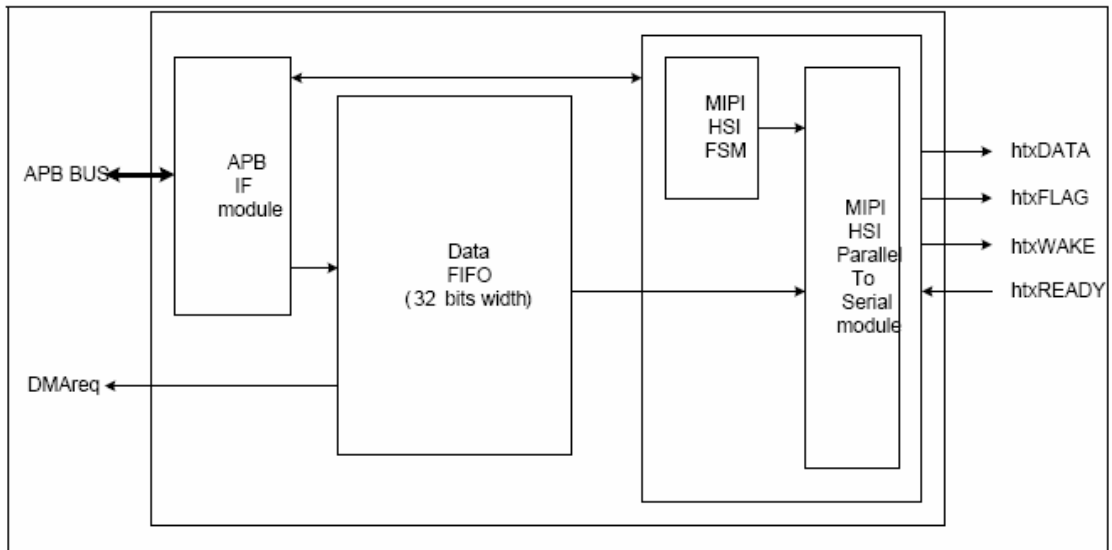 APB BUS
APB
IF
module
Data
FIFO
( 32 bits width)
DMAreq
MIPI
HSI
FSM
MIPI
HSI
Parallel
To
Serial
module
htxDATA
htxFLAG
htxWAKE
htxREADY